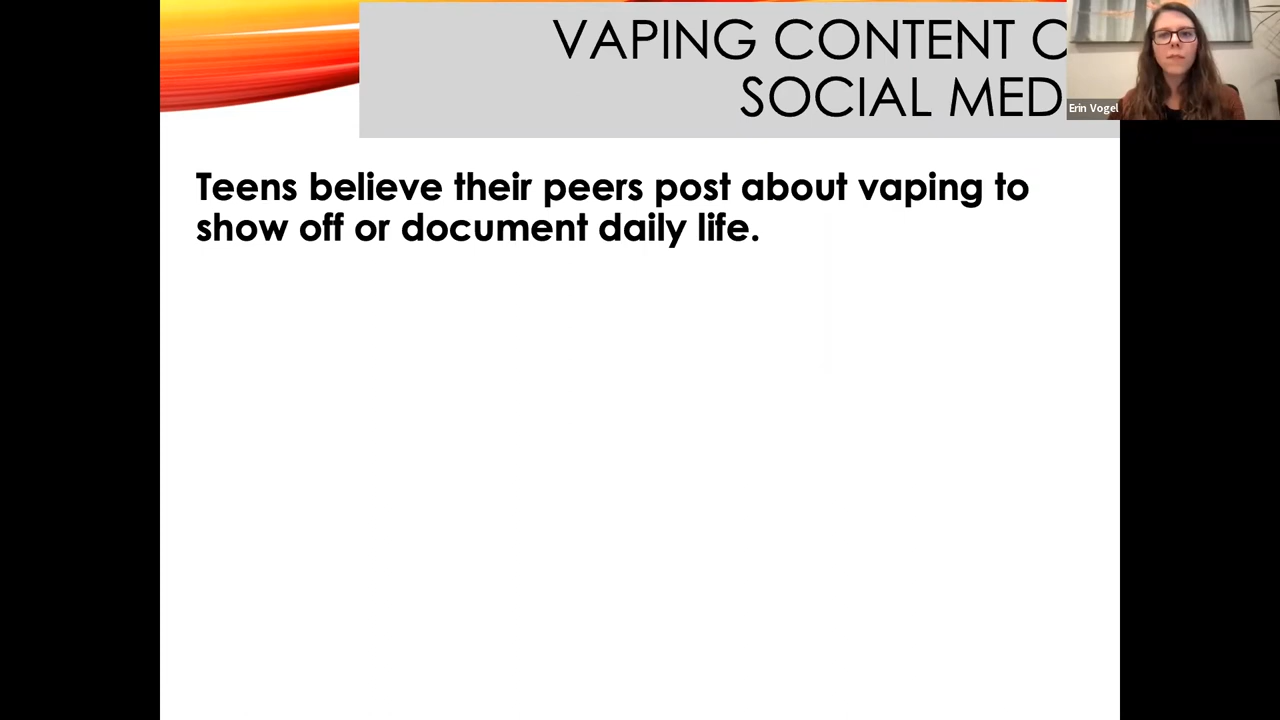 VAPING CONTENT
SOCIAL MED
Erin Vogel
Teens believe their peers post about vaping to
show off or document daily life.